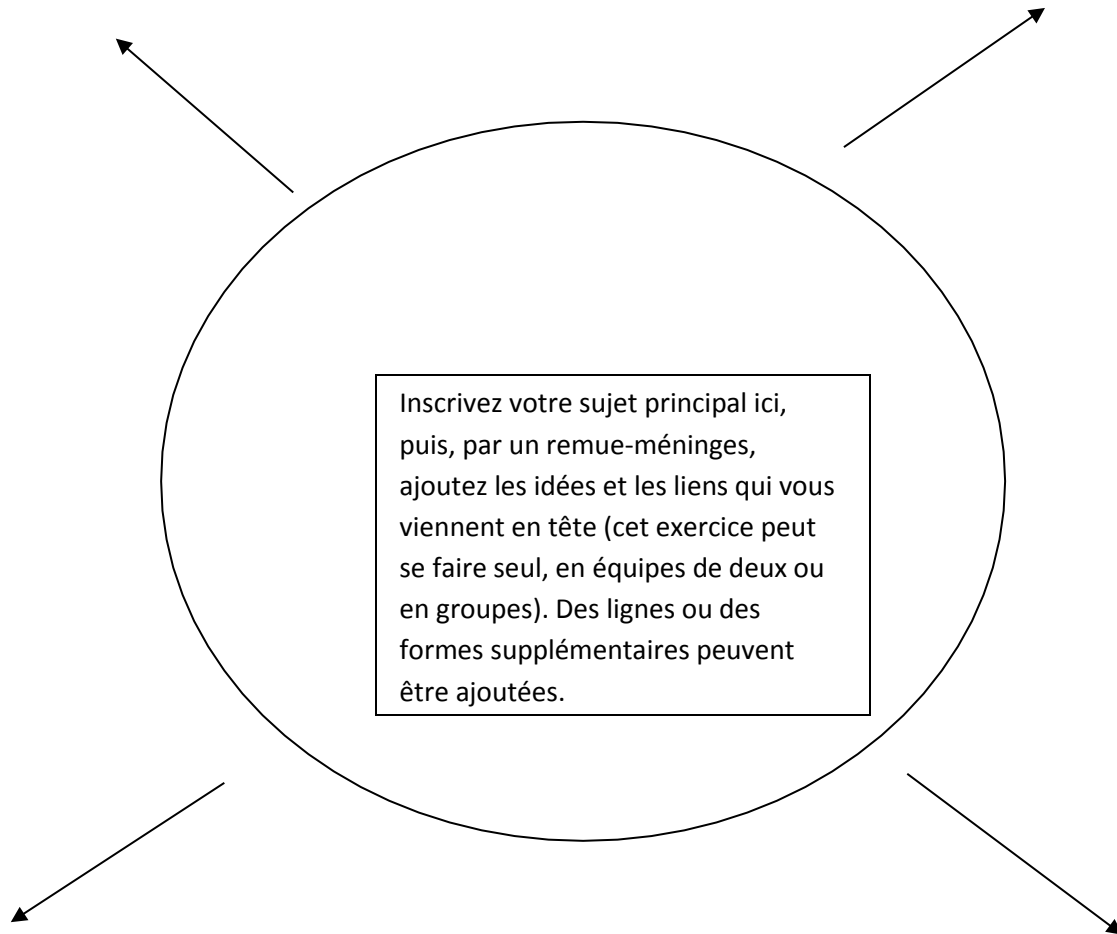 Inscrivez votre sujet principal ici,
puis, par un remue-méninges,
ajoutez les idées et les liens qui vous
viennent en tête (cet exercice peut
se faire seul, en équipes de deux ou
en groupes). Des lignes ou des
formes supplémentaires peuvent
être ajoutées.